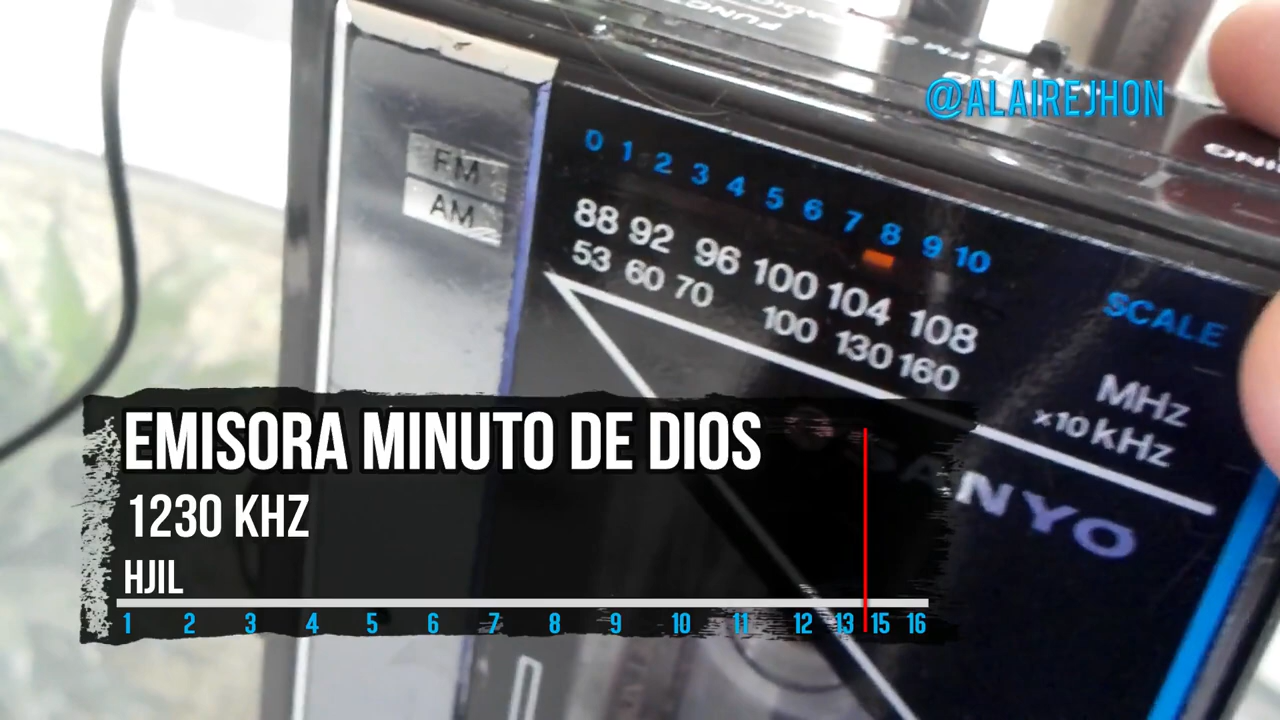 FUNCTION
@ALAIREJHON
FM
AM
0 1 2 3 4 5 6 7 8 9 10
88 92 96 100 104 108
53 60 70 100 130 160
SCALE
MHz
x10 KHz
SANYO
EMISORA MINUTO DE DIOS
1230 KHZ
HJIL
1 2 3 4 5 6 7 8 9 10 11 12 13 15 16